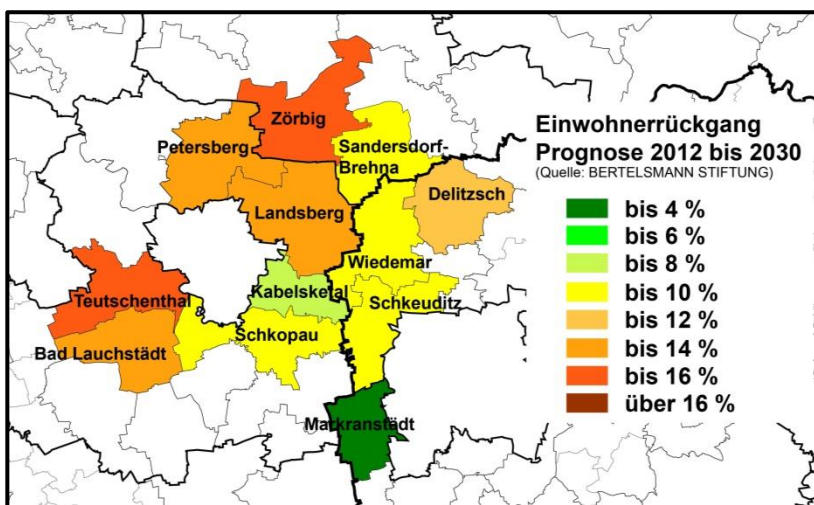 Zörbig
Petersberg
Sandersdorf-
Brehna
Einwohnerrückgang
Prognose 2012 bis 2030
(Quelle: BERTELSMANN STIFTUNG)
Delitzsch
Landsberg
Wiedemar
Kabelsketal
Schkeuditz
Teutschenthal
Schkopau
Bad Lauchstädt
Markranstädt
bis 4 %
bis 6 %
bis 8 %
bis 10 %
bis 12 %
bis 14 %
bis 16 %
über 16 %